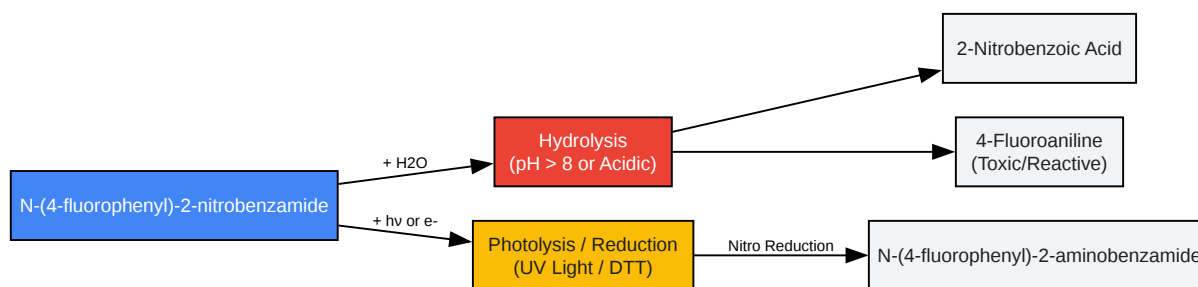 2-Nitrobenzoic Acid
Hydrolysis
(pH > 8 or Acidic)
4-Fluoroaniline
(Toxic/Reactive)
+ H2O
N-(4-fluorophenyl)-2-nitrobenzamide
+ hν or e-
Photolysis / Reduction
(UV Light / DTT)
Nitro Reduction
N-(4-fluorophenyl)-2-aminobenzamide